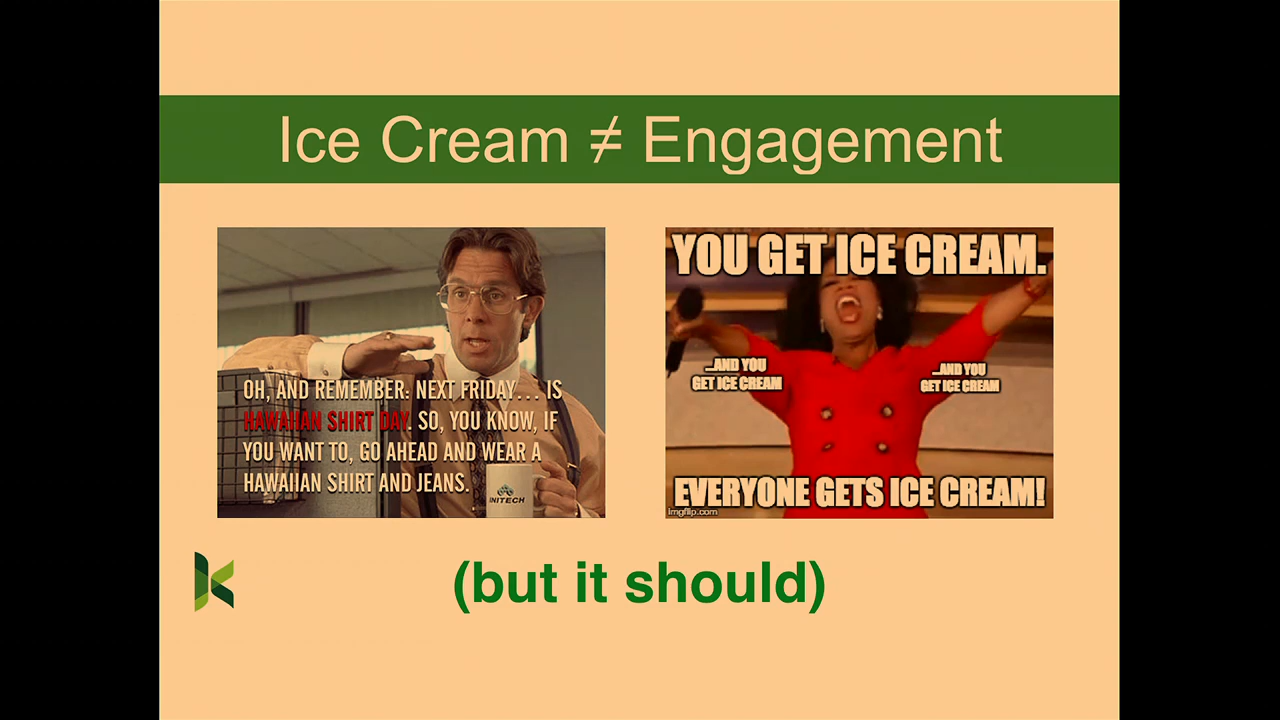 Ice Cream ≠ Engagement
OH, AND REMEMBER: NEXT FRIDAY... IS
HAWAIIAN SHIRT DAY. SO, YOU KNOW, IF
YOU WANT TO, GO AHEAD AND WEAR A
HAWAIIAN SHIRT AND JEANS.
INITECH
YOU GET ICE CREAM.
...AND YOU
GET ICE CREAM
...AND YOU
GET ICE CREAM
EVERYONE GETS ICE CREAM!
imgflip.com
(but it should)